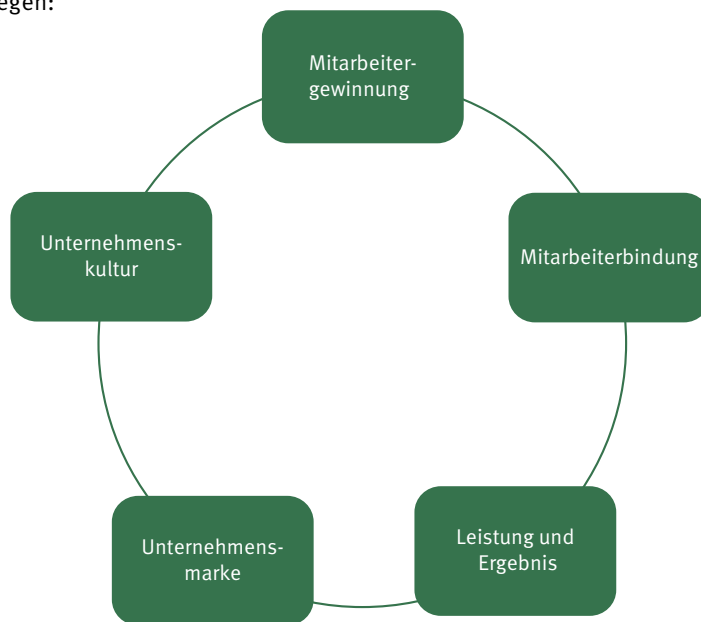 egen:
Mitarbeiter-
gewinnung
Mitarbeiterbindung
Leistung und
Ergebnis
Unternehmens-
marke
Unternehmens-
kultur